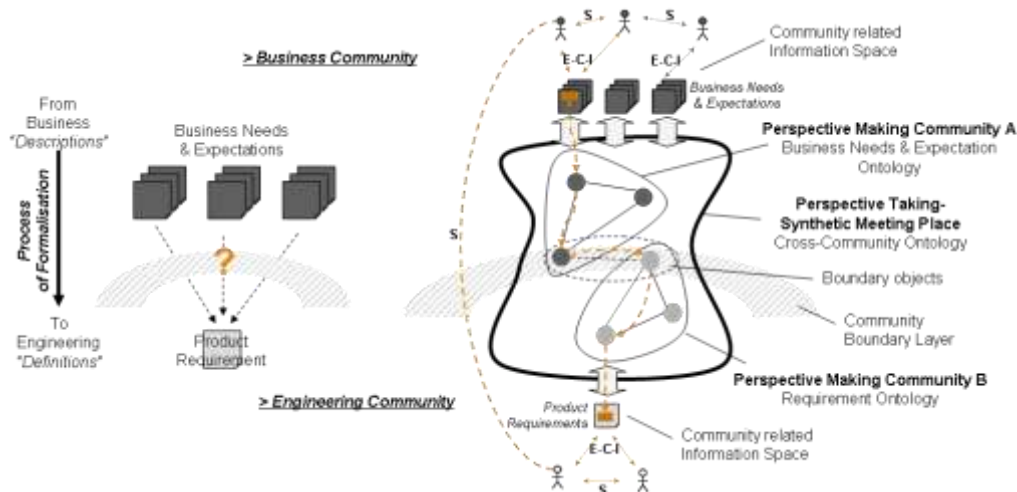 > Business Community
From
Business
"Descriptions"
Process
of Formalisation
To
Engineering
"Definitions"
Business Needs
& Expectations
?
Product
Requirement
> Engineering Community
S
S
E-C-I
E-C-I
Business Needs
& Expectations
Community related
Information Space
Perspective Making Community A
Business Needs & Expectation
Ontology
Perspective Taking-
Synthetic Meeting Place
Cross-Community Ontology
Boundary objects
Community
Boundary Layer
Perspective Making Community B
Requirement Ontology
S
Product
Requirements
E-C-I
S
Community related
Information Space